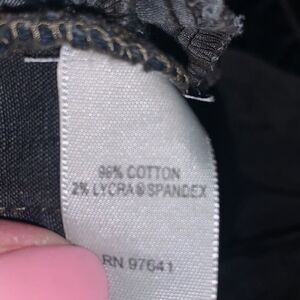 98% COTTON
2% LYCRA®SPANDEX
RN 97641